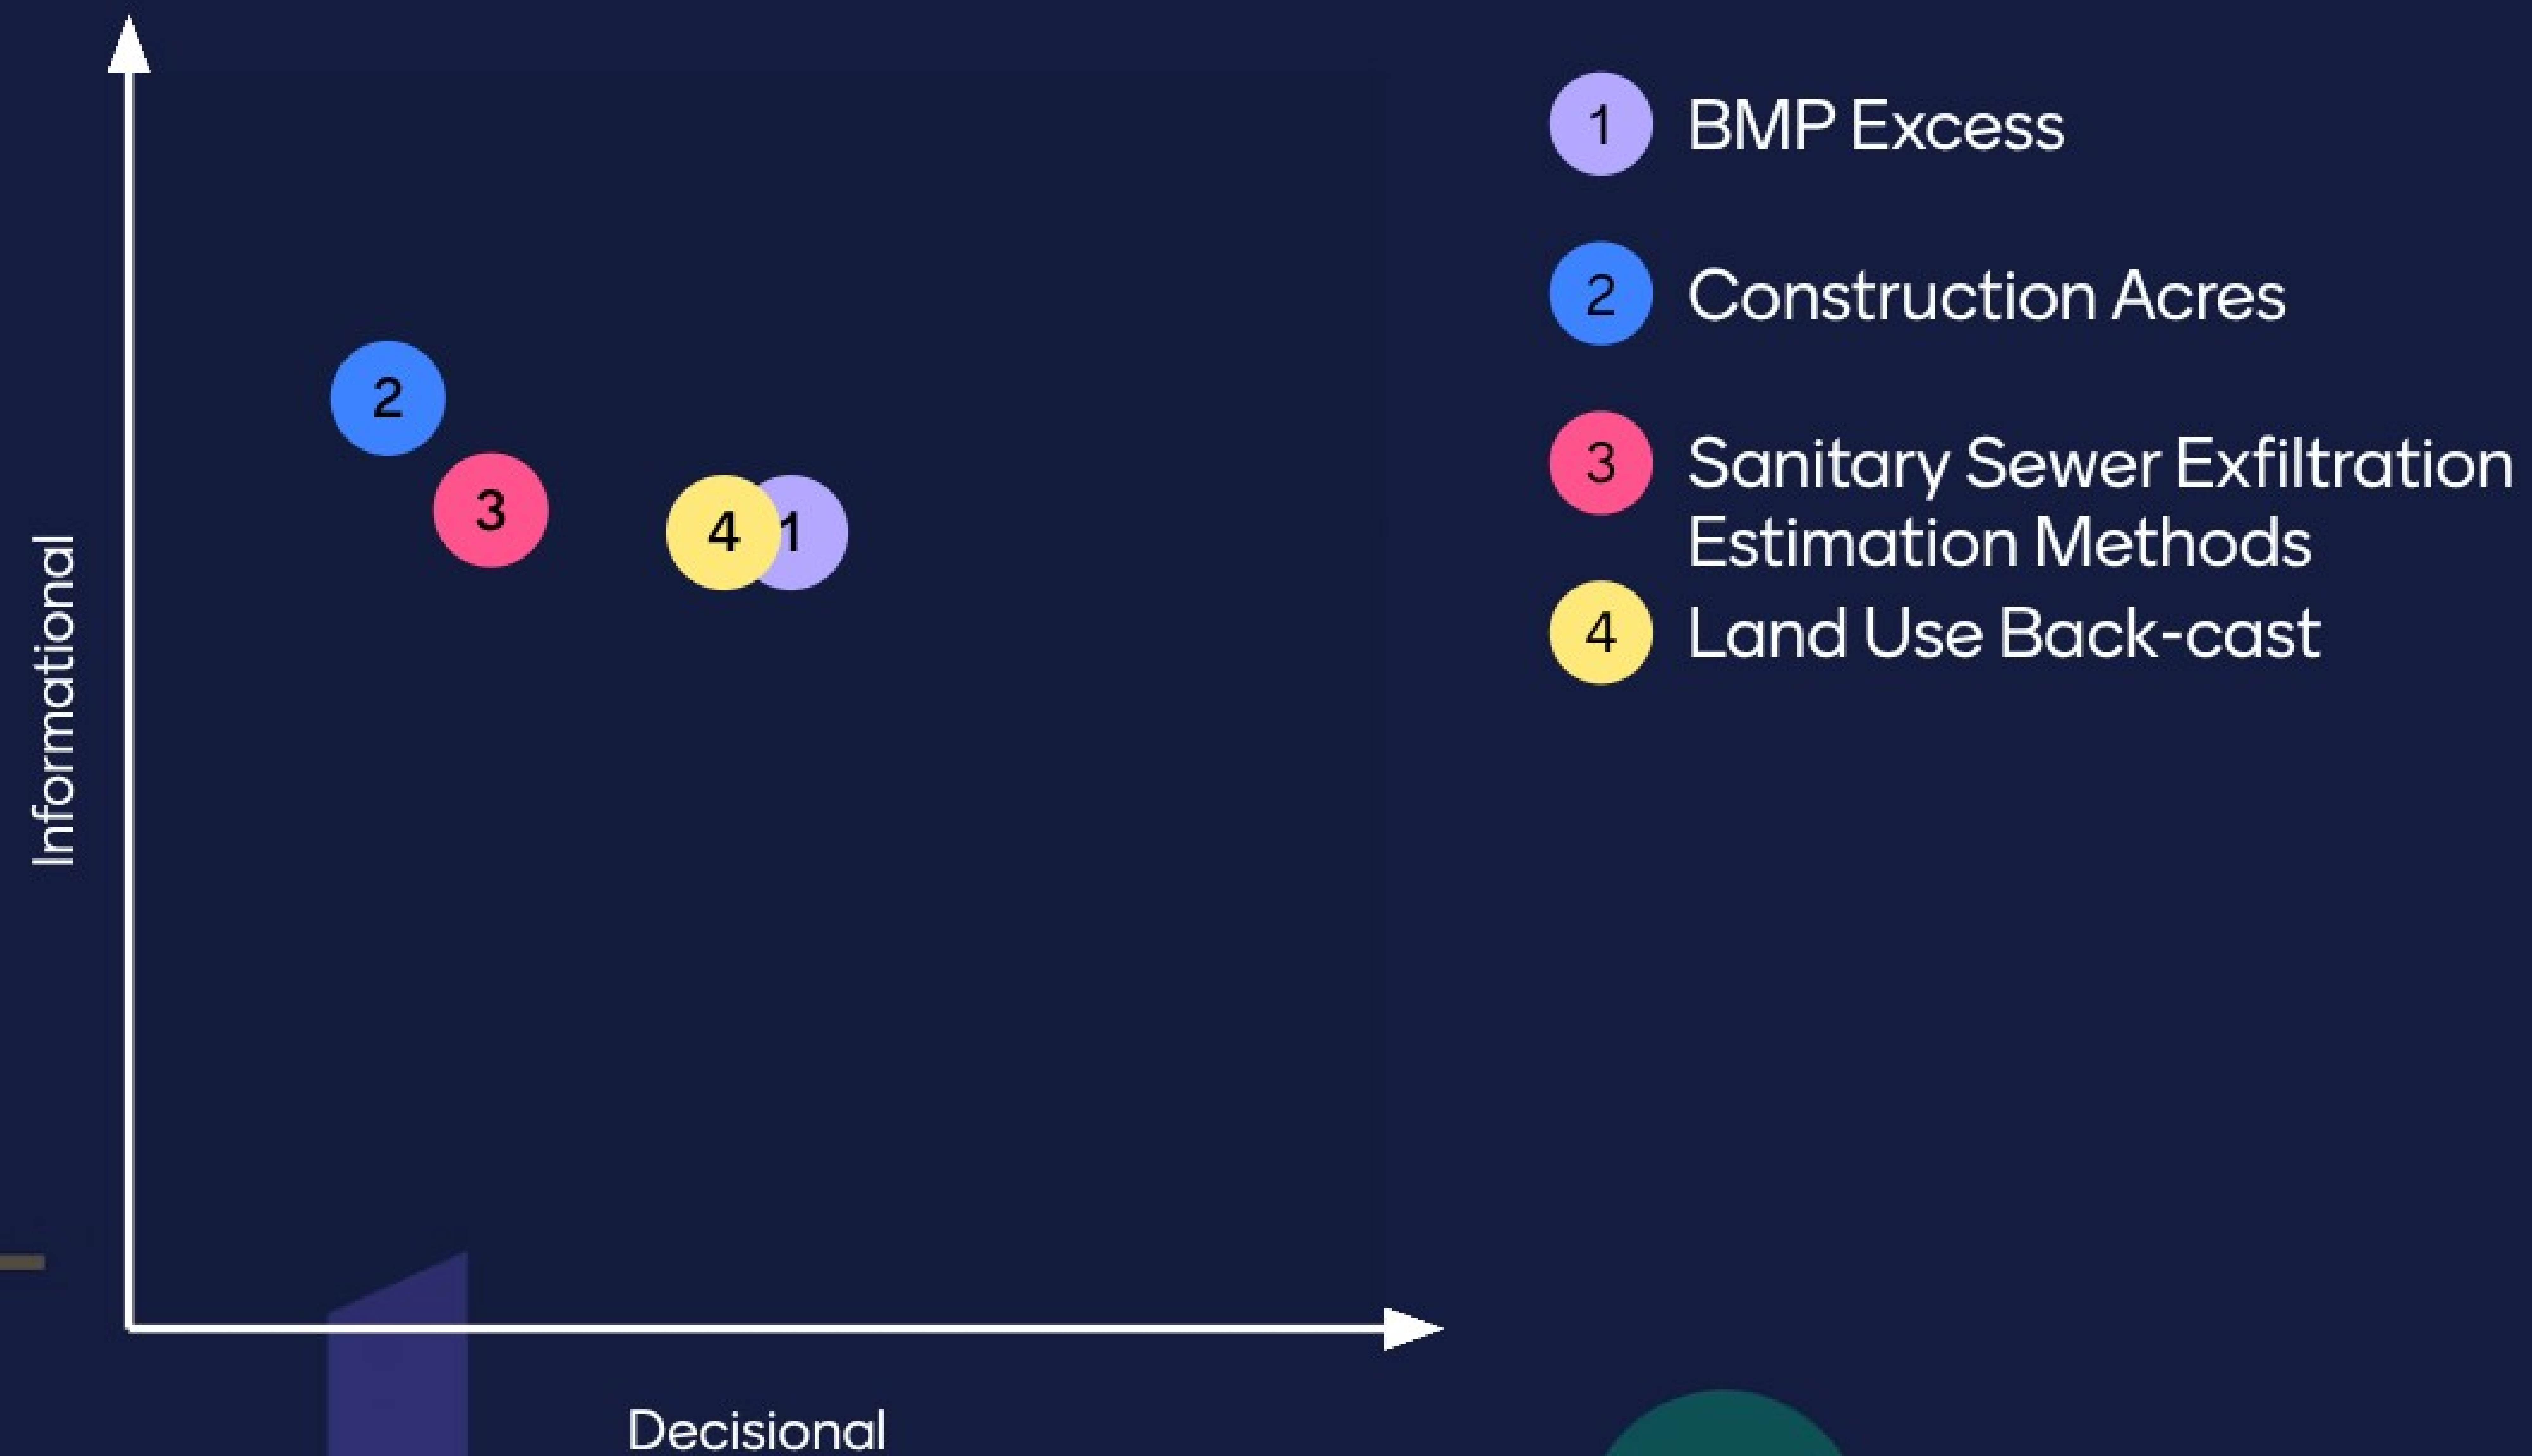 1 BMP Excess
2 Construction Acres
2
3 Sanitary Sewer Exfiltration
Estimation Methods
3
4 1
4 Land Use Back-cast
Informational
Decisional